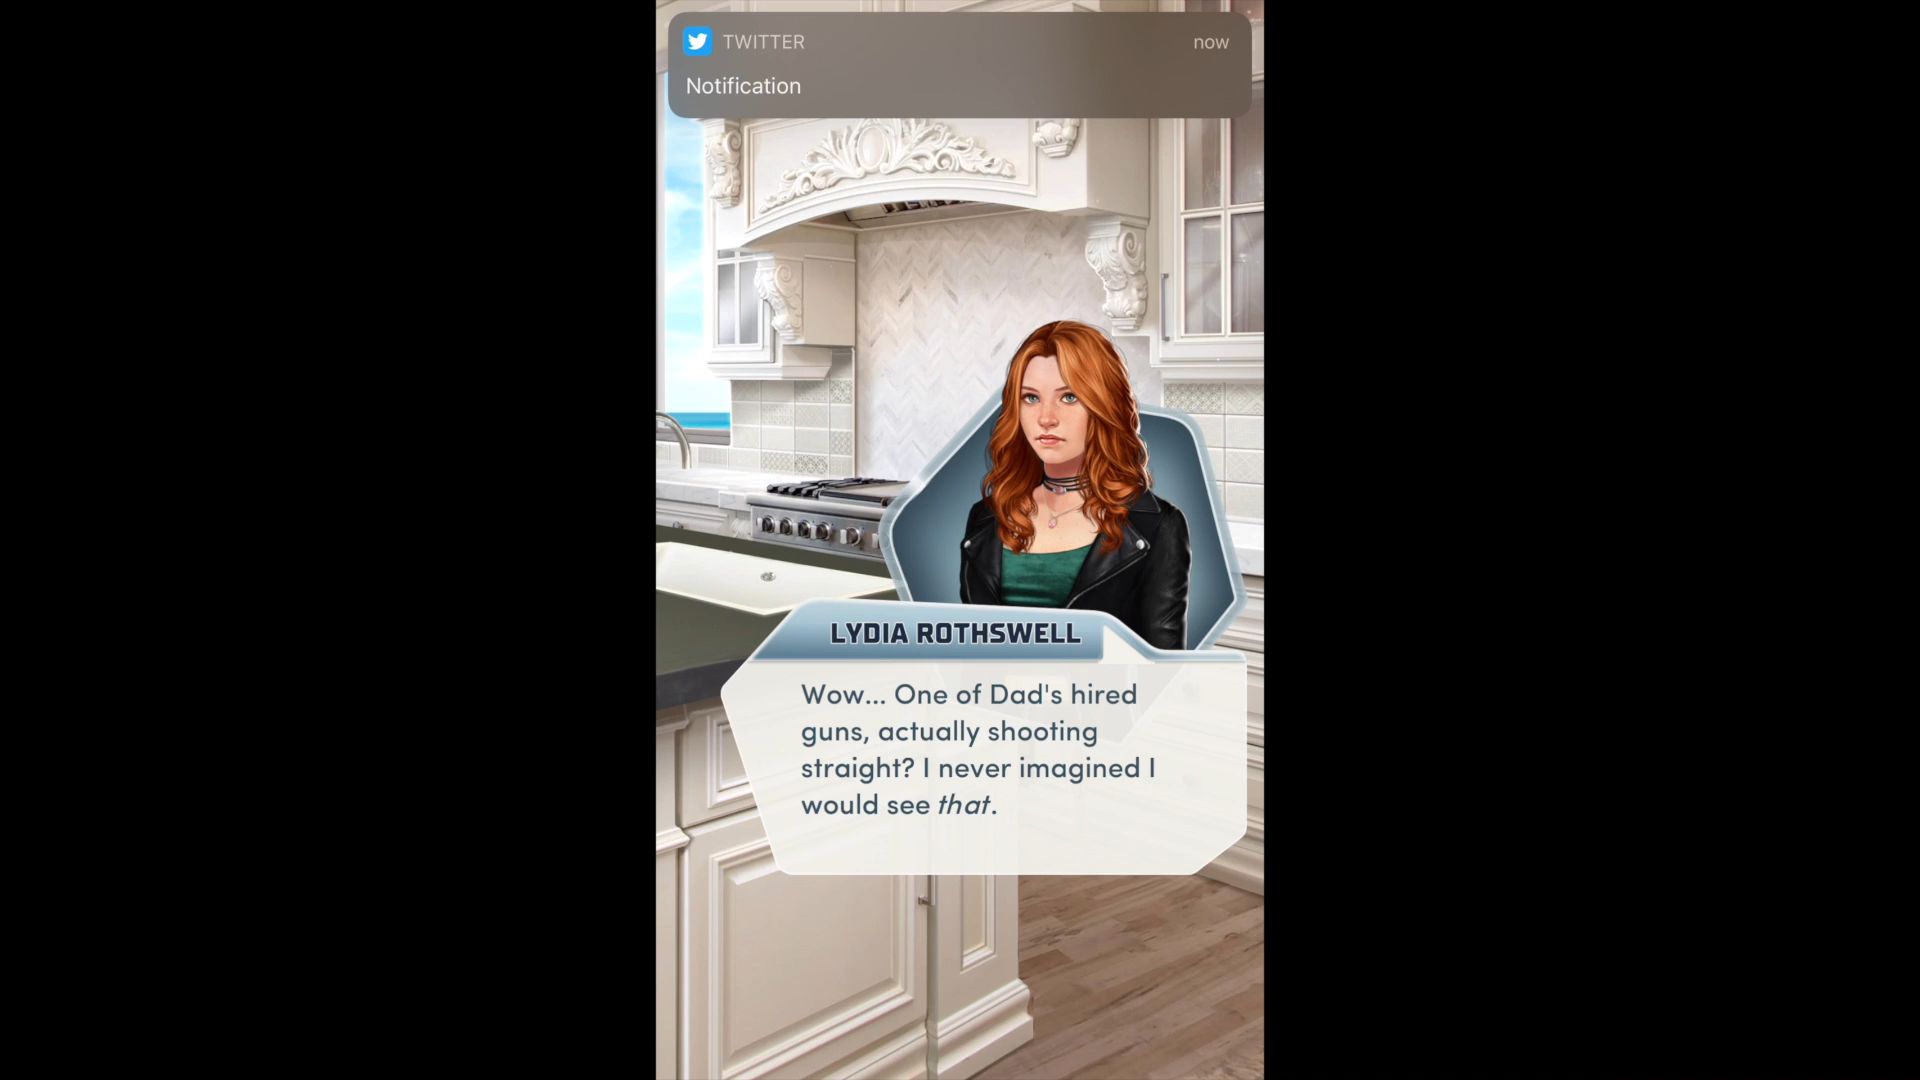 TWITTER
now
Notification
LYDIA ROTHSWELL
Wow... One of Dad's hired
guns, actually shooting
straight? I never imagined I
would see that.